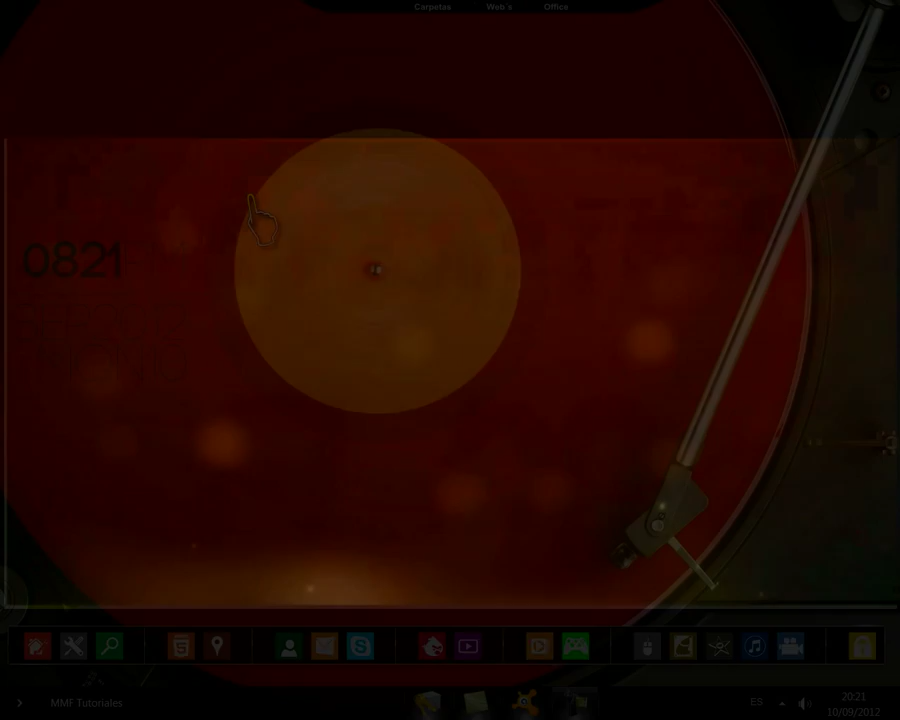 Carpetas Web's Office
0821
MMF Tutoriales
ES
20:21
10/09/2012